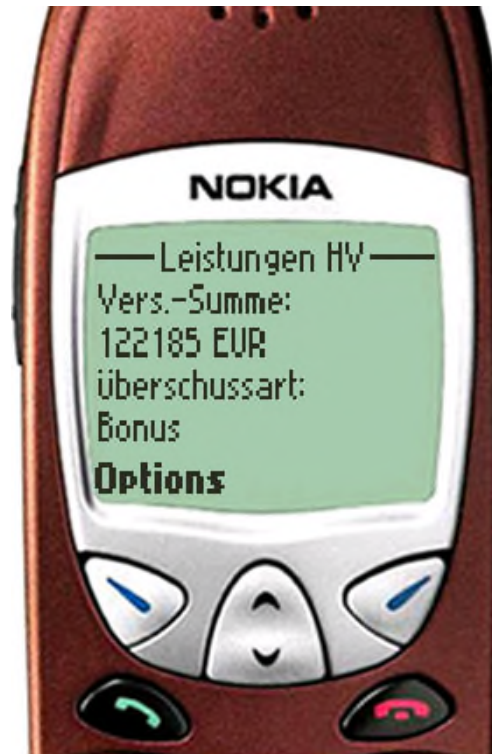 NOKIA
Leistungen HV
Vers.-Summe:
122185 EUR
überschussart:
Bonus
Options